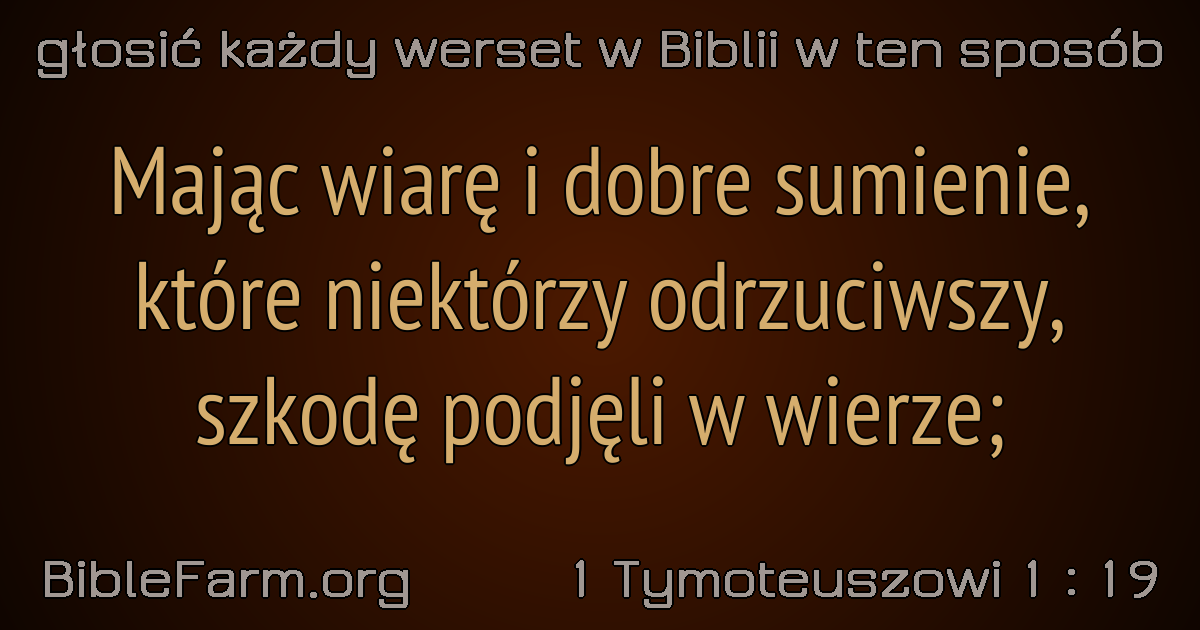 głosić każdy werset w Biblii w ten sposób
Mając wiarę i dobre sumienie,
które niektórzy odrzuciwszy,
szkodę podjęli w wierze;
BibleFarm.org
1 Tymoteuszowi 1 : 19